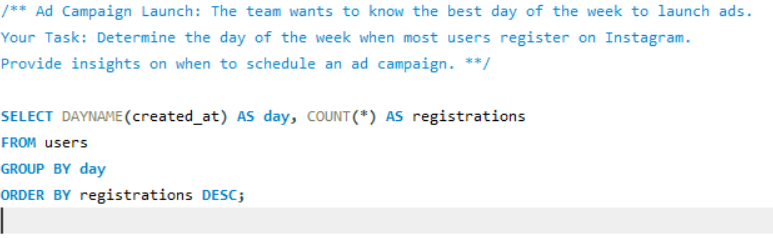 /** Ad Campaign Launch: The team wants to know the best day of the week to launch ads.
Your Task: Determine the day of the week when most users register on Instagram.
Provide insights on when to schedule an ad campaign. **/
SELECT DAYNAME(created_at) AS day, COUNT(*) AS registrations
FROM users
GROUP BY day
ORDER BY registrations DESC;